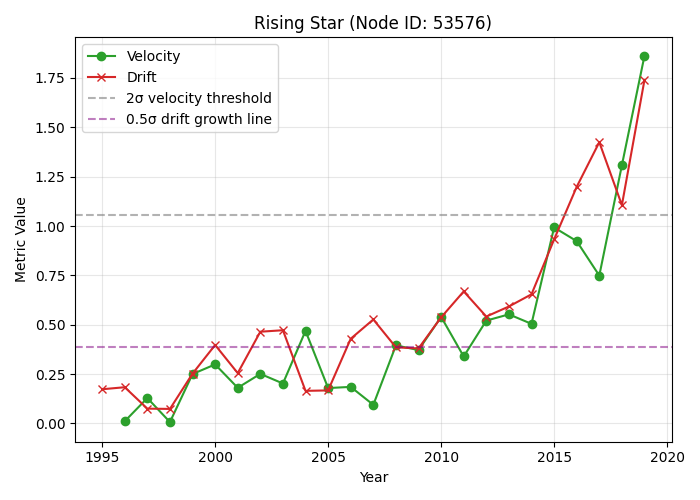 Rising Star (Node ID: 53576)
Velocity
Drift
2σ velocity threshold
0.5σ drift growth line
Metric Value
1.75
1.50
1.25
1.00
0.75
0.50
0.25
0.00
1995 2000 2005 2010 2015 2020
Year